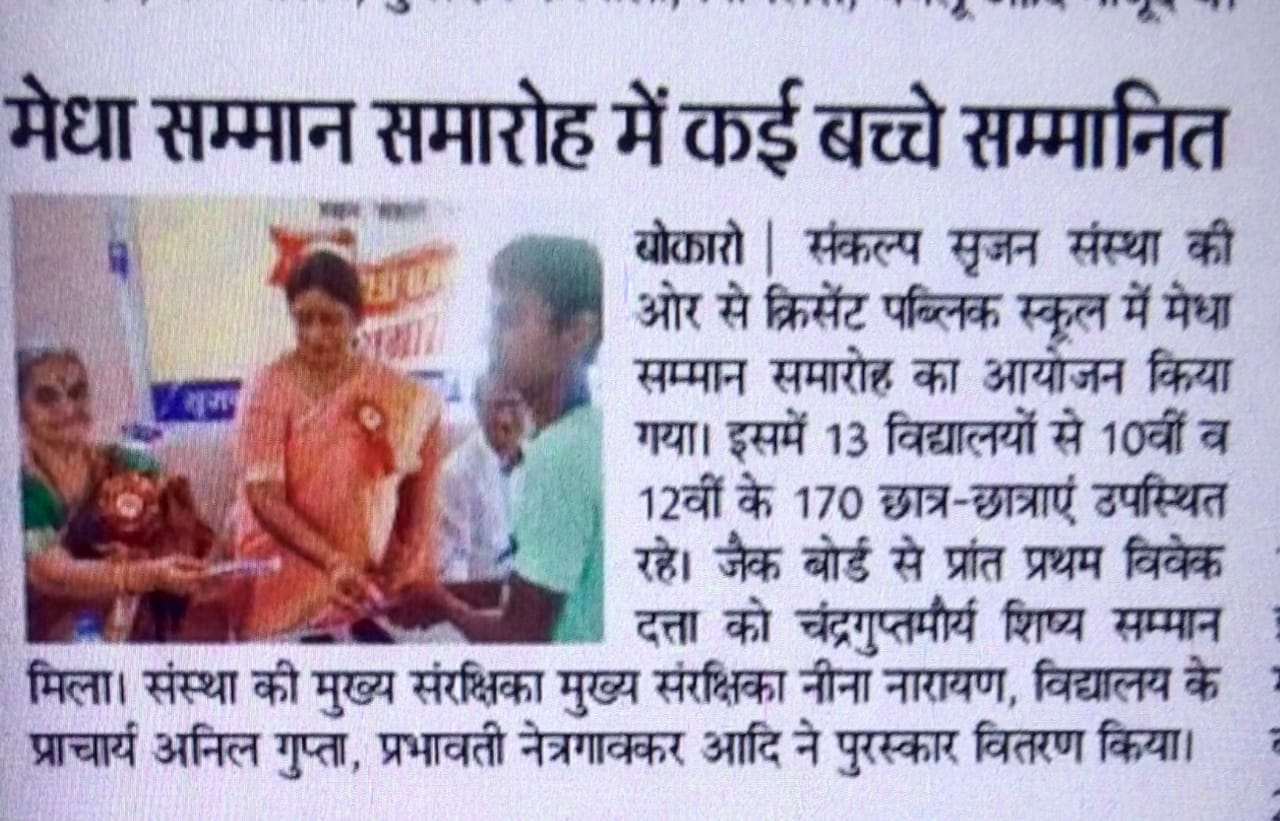 मेधा सम्मान समारोह में कई बच्चे सम्मानित
बोकारो | संकल्प सृजन संस्था की
ओर से क्रिसेंट पब्लिक स्कूल में मेधा
सम्मान समारोह का आयोजन किया
गया। इसमें 13 विद्यालयों से 10वीं व
12वीं के 170 छात्र-छात्राएं उपस्थित
रहे। जैक बोर्ड से प्रांत प्रथम विवेक
दत्ता को चंद्रगुप्तमौर्य शिष्य सम्मान
मिला। संस्था की मुख्य संरक्षिका मुख्य संरक्षिका नीना नारायण, विद्यालय के
प्राचार्य अनिल गुप्ता, प्रभावती नेत्रगावकर आदि ने पुरस्कार वितरण किया।